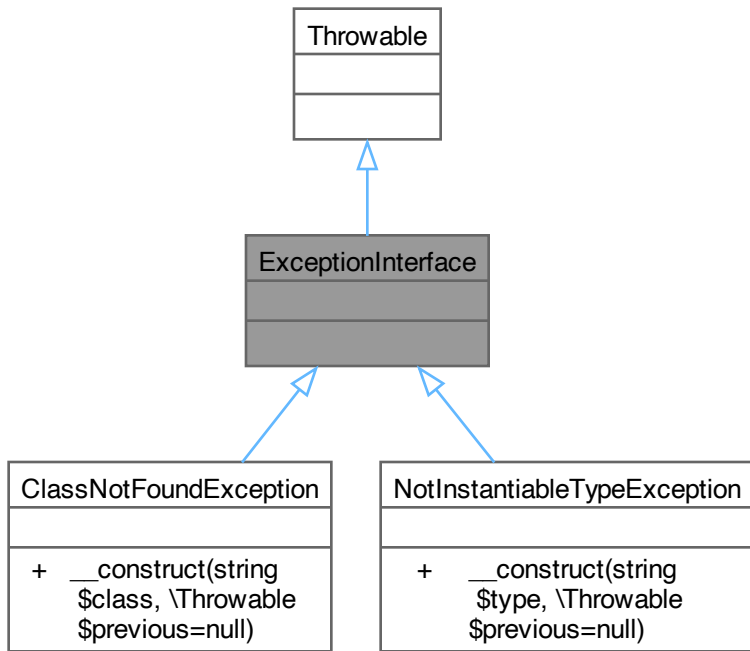 Throwable
ExceptionInterface
ClassNotFoundException
+ __construct(string
$class, \Throwable
$previous=null)
NotInstantiableTypeException
+ __construct(string
$type, \Throwable
$previous=null)